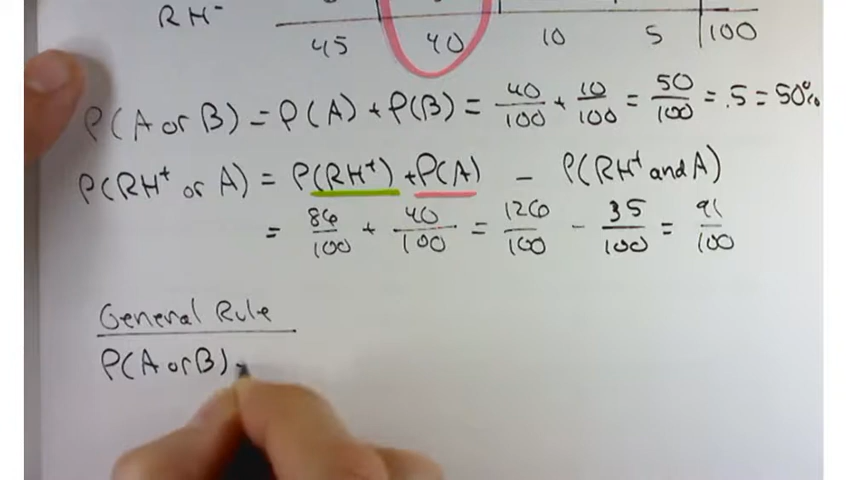 RH-
45 40 10 5 100
P(A or B) = P(A) + P(B) = 40/100 + 10/100 = 50/100 = .5 = 50%
P(RH+ or A) = P(RH+) + P(A) - P(RH+ and A)
= 86/100 + 40/100 = 126/100 - 35/100 = 91/100
General Rule
P(A or B) =